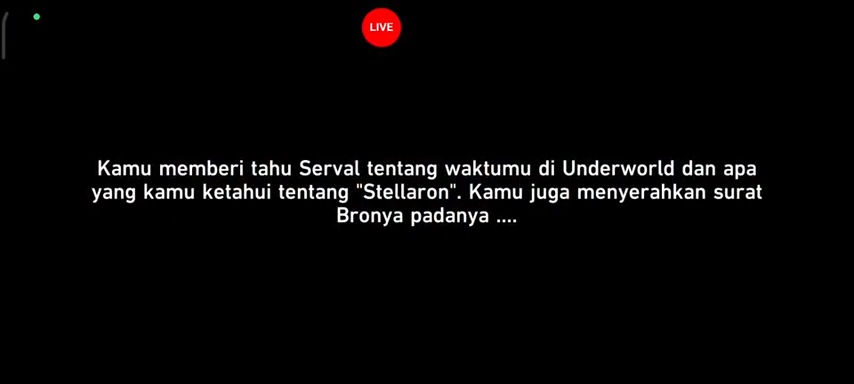 LIVE
Kamu memberi tahu Serval tentang waktumu di Underworld dan apa
yang kamu ketahui tentang "Stellaron". Kamu juga menyerahkan surat
Bronya padanya ....